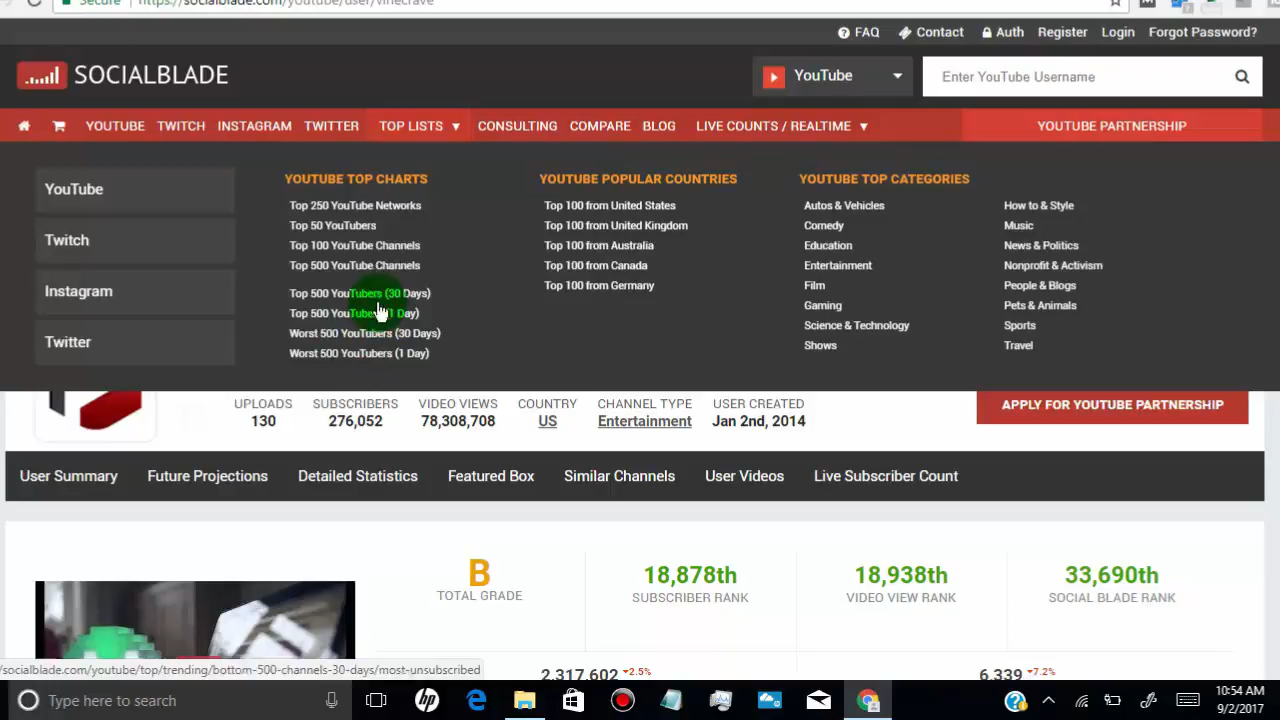 Secure https://socialblade.com/youtube/user/vinecrave
FAQ Contact Auth Register Login Forgot Password?
SOCIALBLADE
YouTube
Enter YouTube Username
YOUTUBE TWITCH INSTAGRAM TWITTER TOP LISTS ▼ CONSULTING COMPARE BLOG LIVE COUNTS / REALTIME ▼ YOUTUBE PARTNERSHIP
YouTube
Twitch
Instagram
Twitter
YOUTUBE TOP CHARTS
Top 250 YouTube Networks
Top 50 YouTubers
Top 100 YouTube Channels
Top 500 YouTube Channels
Top 500 YouTubers (30 Days)
Top 500 YouTubers (1 Day)
Worst 500 YouTubers (30 Days)
Worst 500 YouTubers (1 Day)
YOUTUBE POPULAR COUNTRIES
Top 100 from United States
Top 100 from United Kingdom
Top 100 from Australia
Top 100 from Canada
Top 100 from Germany
YOUTUBE TOP CATEGORIES
Autos & Vehicles
Comedy
Education
Entertainment
Film
Gaming
Science & Technology
Shows
How to & Style
Music
News & Politics
Nonprofit & Activism
People & Blogs
Pets & Animals
Sports
Travel
UPLOADS
130
SUBSCRIBERS
276,052
VIDEO VIEWS
78,308,708
COUNTRY
US
CHANNEL TYPE
Entertainment
USER CREATED
Jan 2nd, 2014
APPLY FOR YOUTUBE PARTNERSHIP
User Summary Future Projections Detailed Statistics Featured Box Similar Channels User Videos Live Subscriber Count
B
TOTAL GRADE
18,878th
SUBSCRIBER RANK
18,938th
VIDEO VIEW RANK
33,690th
SOCIAL BLADE RANK
2,317,602 -2.5%
6,339 -7.2%
/socialblade.com/youtube/top/trending/bottom-500-channels-30-days/most-unsubscribed
Type here to search
10:54 AM
9/2/2017